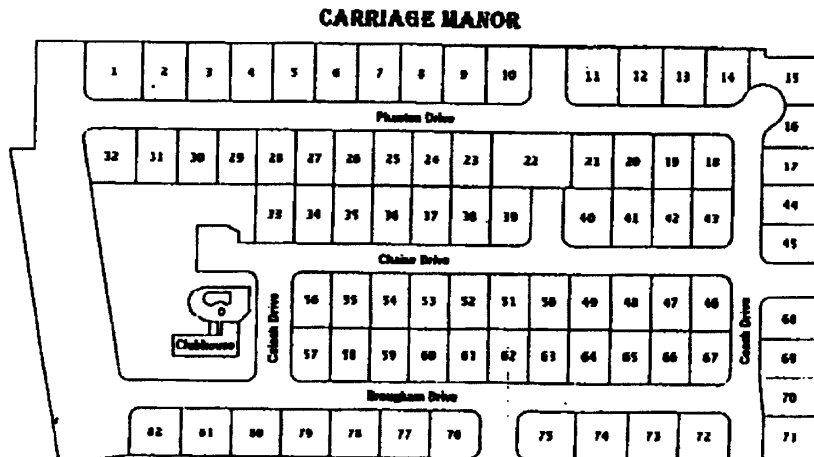 CARRIAGE MANOR
1 2 3 4 5 6 7 8 9 10 11 12 13 14 15
Phaeton Drive
16
32 31 30 29 28 27 26 25 24 23 22 21 20 19 18 17
33 34 35 36 37 38 39 40 41 42 43 44
45
Chaise Drive
56 55 54 53 52 51 50 49 48 47 46 68
Calash Drive
Coach Drive
Clubhouse
57 58 59 60 61 62 63 64 65 66 67 69
70
Brougham Drive
82 81 80 79 78 77 76 75 74 73 72 71